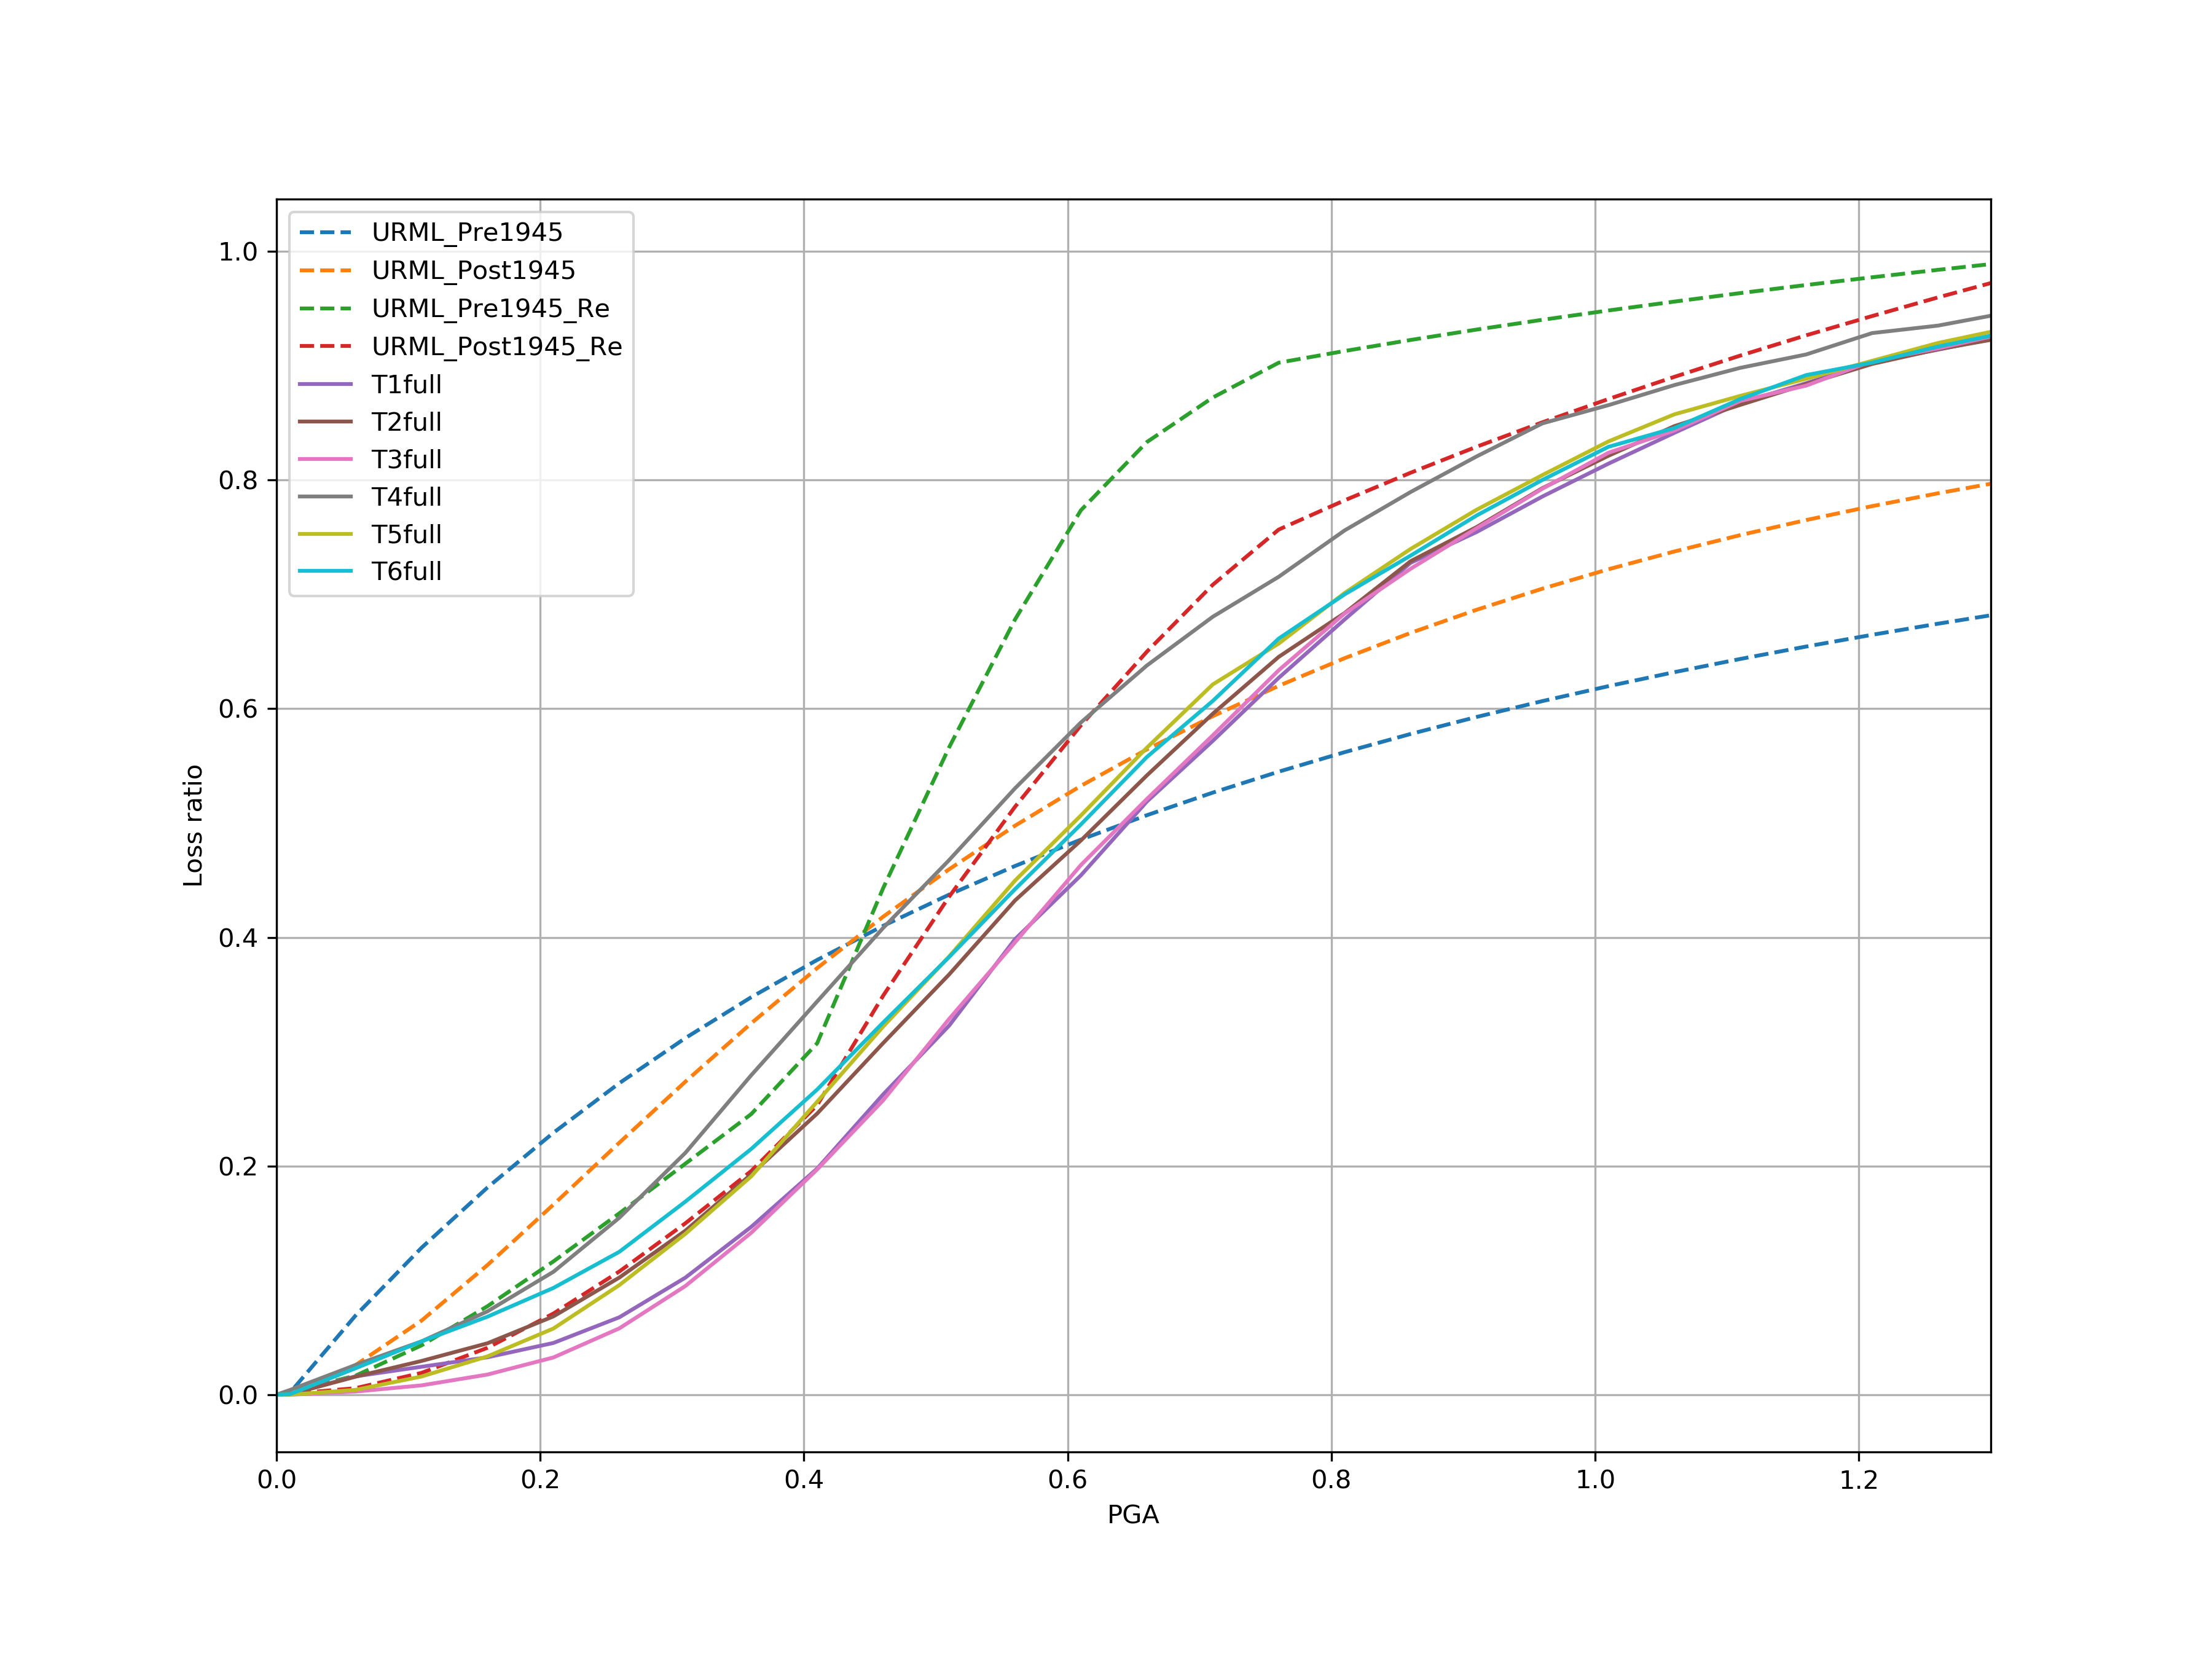 URML_Pre1945
URML_Post1945
URML_Pre1945_Re
URML_Post1945_Re
T1full
T2full
T3full
T4full
T5full
T6full
1.0
0.8
0.6
0.4
0.2
0.0
Loss ratio
0.0 0.2 0.4 0.6 0.8 1.0 1.2
PGA